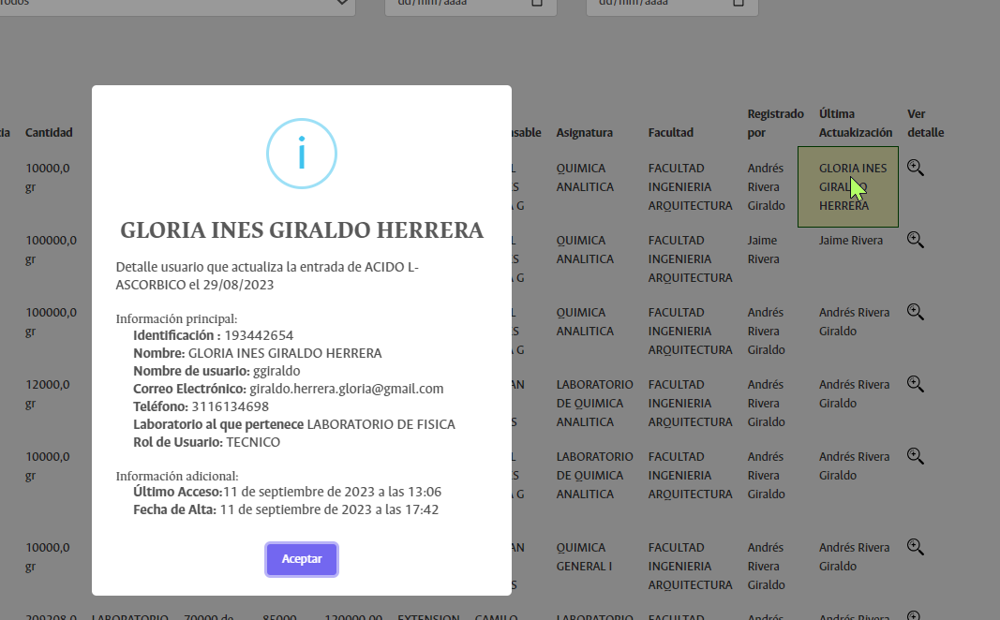 Todos
dd/mm/aaaa
dd/mm/aaaa
cia Cantidad
nsable Asignatura Facultad
Registrado por
Última Actuakización
Ver detalle
10000,0 gr
QUIMICA ANALITICA
FACULTAD INGENIERIA ARQUITECTURA
Andrés Rivera Giraldo
GLORIA INES GIRALDO HERRERA
100000,0 gr
QUIMICA ANALITICA
FACULTAD INGENIERIA ARQUITECTURA
Jaime Rivera
Jaime Rivera
100000,0 gr
QUIMICA ANALITICA
FACULTAD INGENIERIA ARQUITECTURA
Andrés Rivera Giraldo
Andrés Rivera Giraldo
12000,0 gr
LABORATORIO DE QUIMICA ANALITICA
FACULTAD INGENIERIA ARQUITECTURA
Andrés Rivera Giraldo
Andrés Rivera Giraldo
10000,0 gr
LABORATORIO DE QUIMICA ANALITICA
FACULTAD INGENIERIA ARQUITECTURA
Andrés Rivera Giraldo
Andrés Rivera Giraldo
10000,0 gr
QUIMICA GENERAL I
FACULTAD INGENIERIA ARQUITECTURA
Andrés Rivera Giraldo
Andrés Rivera Giraldo
209208,0 LABORATORIO 70000 de 85000 120000,00 EXTENSION CAMILO LABORATORIO FACULTAD Andrés Andrés Rivera
GLORIA INES GIRALDO HERRERA
Detalle usuario que actualiza la entrada de ACIDO L-
ASCORBICO el 29/08/2023
Información principal:
Identificación : 193442654
Nombre: GLORIA INES GIRALDO HERRERA
Nombre de usuario: ggiraldo
Correo Electrónico: giraldo.herrera.gloria@gmail.com
Teléfono: 3116134698
Laboratorio al que pertenece LABORATORIO DE FISICA
Rol de Usuario: TECNICO
Información adicional:
Último Acceso:11 de septiembre de 2023 a las 13:06
Fecha de Alta: 11 de septiembre de 2023 a las 17:42
Aceptar